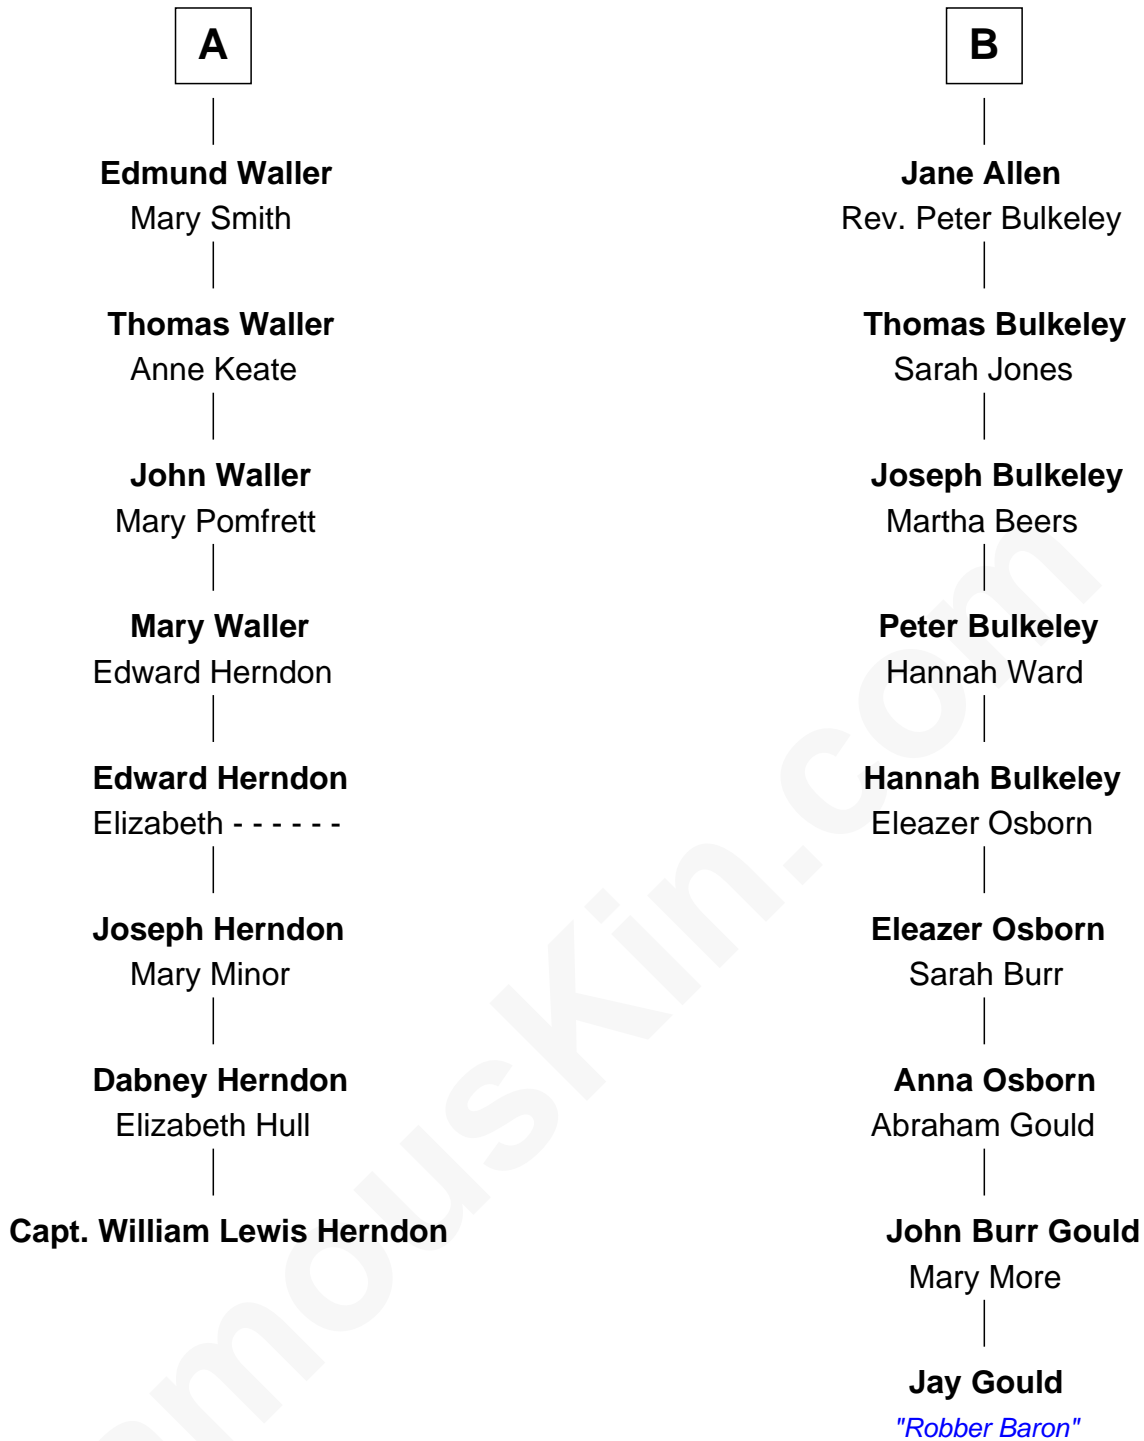 A
Edmund Waller
Mary Smith
Thomas Waller
Anne Keate
John Waller
Mary Pomfrett
Mary Waller
Edward Herndon
Edward Herndon
Elizabeth - - - - - -
Joseph Herndon
Mary Minor
Dabney Herndon
Elizabeth Hull
Capt. William Lewis Herndon
B
Jane Allen
Rev. Peter Bulkeley
Thomas Bulkeley
Sarah Jones
Joseph Bulkeley
Martha Beers
Peter Bulkeley
Hannah Ward
Hannah Bulkeley
Eleazer Osborn
Eleazer Osborn
Sarah Burr
Anna Osborn
Abraham Gould
John Burr Gould
Mary More
Jay Gould
"Robber Baron"
amouskin.com